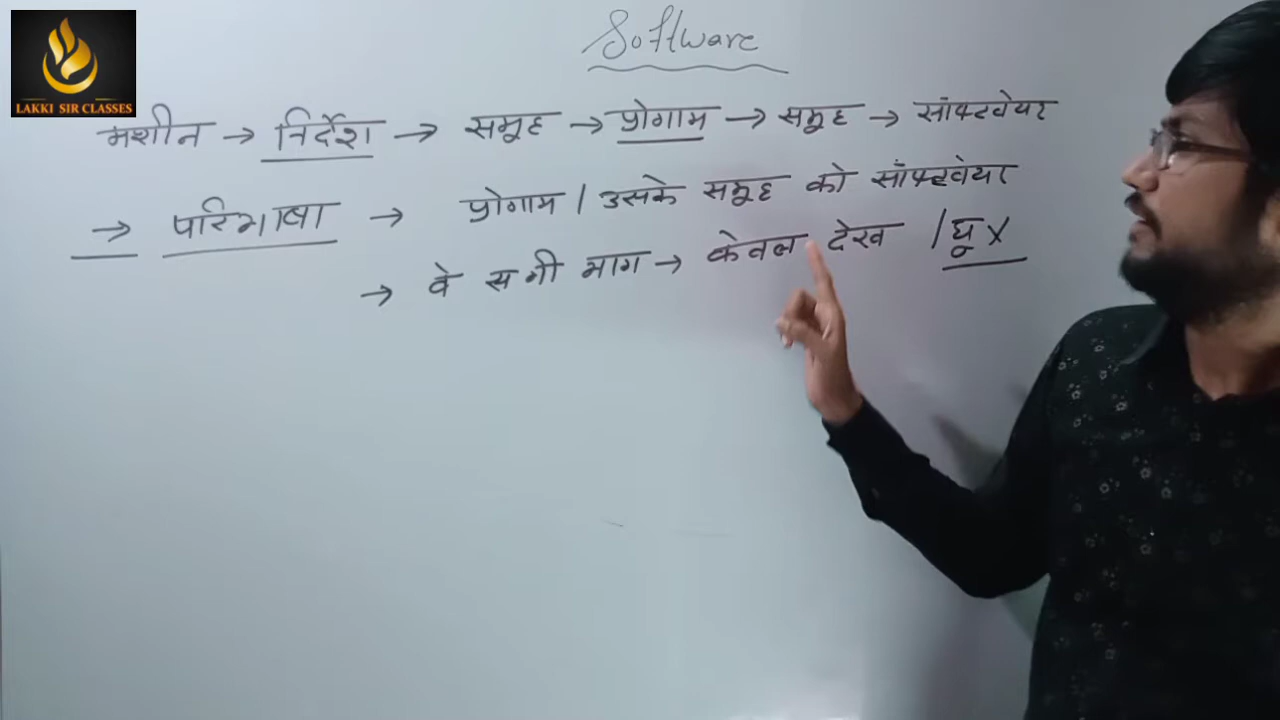 LAKKI SIR CLASSES
Software
मशीन → निर्देश → समूह → प्रोगाम → समूह → सॉफ्टवेयर
→ परिभाषा → प्रोगाम / उसके समूह को सॉफ्टवेयर
→ वे सभी भाग → केवल देख / छू X